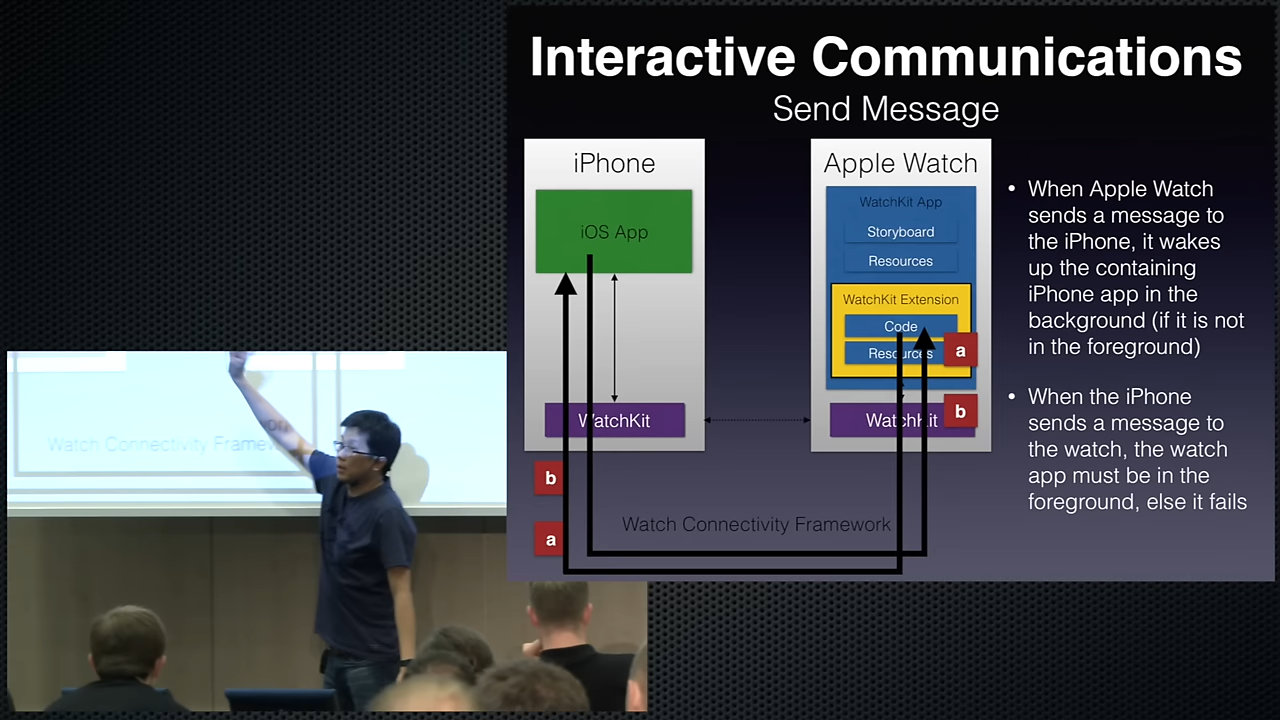 Interactive Communications
Send Message
iPhone
iOS App
WatchKit
b
a
Apple Watch
WatchKit App
Storyboard
Resources
WatchKit Extension
Code
Resources
a
b
WatchKit
Watch Connectivity Framework
• When Apple Watch
sends a message to
the iPhone, it wakes
up the containing
iPhone app in the
background (if it is not
in the foreground)
• When the iPhone
sends a message to
the watch, the watch
app must be in the
foreground, else it fails
Watch Connectivity